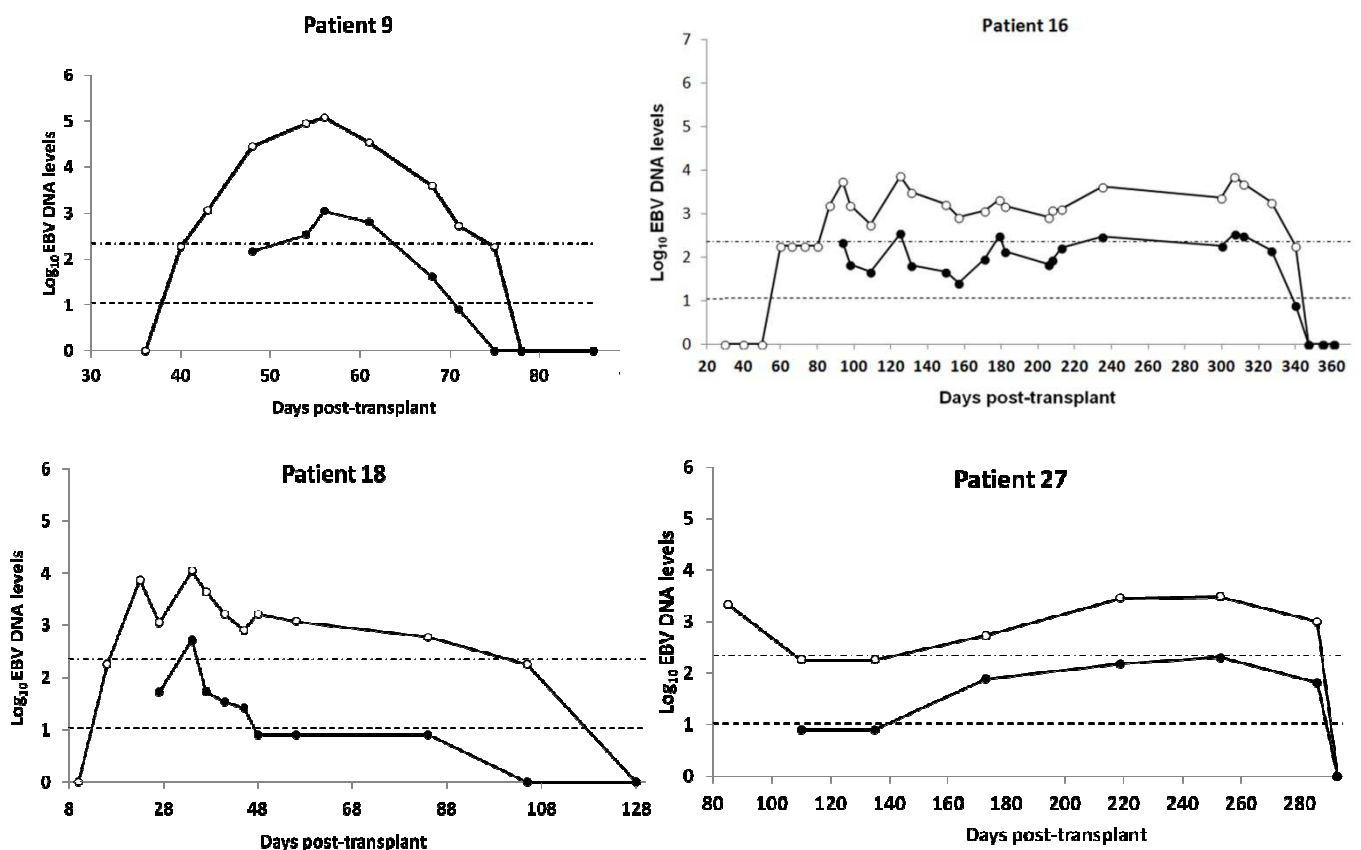 Patient 9
6
5
4
3
2
1
0
Log10 EBV DNA levels
30 40 50 60 70 80
Days post-transplant
Patient 16
7
6
5
4
3
2
1
0
Log10 EBV DNA levels
20 40 60 80 100 120 140 160 180 200 220 240 260 280 300 320 340 360
Days post-transplant
Patient 18
6
5
4
3
2
1
0
Log10 EBV DNA levels
8 28 48 68 88 108 128
Days post-transplant
Patient 27
6
5
4
3
2
1
0
Log10 EBV DNA levels
80 100 120 140 160 180 200 220 240 260 280
Days post-transplant